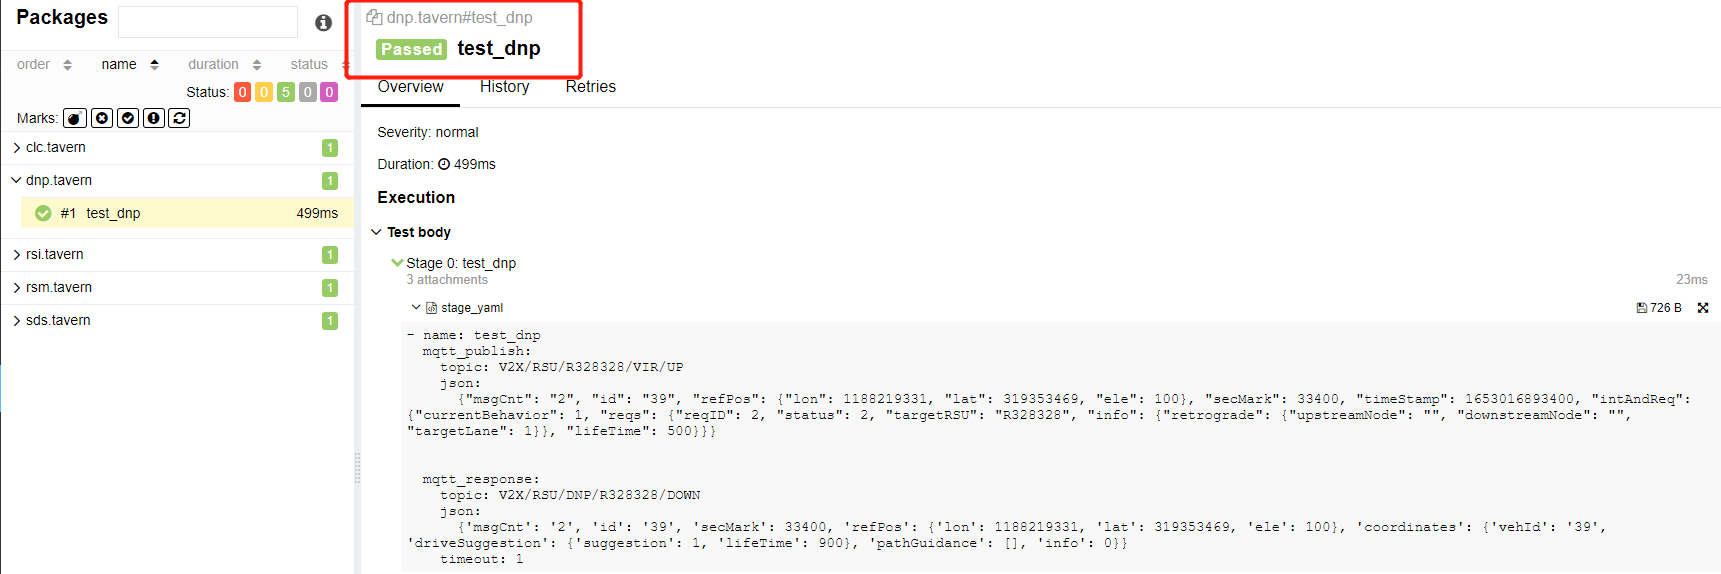 Packages
order name duration status
Status: 0 0 5 0 0
Marks:
clc.tavern 1
dnp.tavern 1
#1 test_dnp 499ms
rsi.tavern 1
rsm.tavern 1
sds.tavern 1
dnp.tavern#test_dnp
Passed test_dnp
Overview History Retries
Severity: normal
Duration: 499ms
Execution
Test body
Stage 0: test_dnp
3 attachments 23ms
stage_yaml 726 B
- name: test_dnp
mqtt_publish:
topic: V2X/RSU/R328328/VIR/UP
json:
{"msgCnt": "2", "id": "39", "refPos": {"lon": 1188219331, "lat": 319353469, "ele": 100}, "secMark": 33400, "timeStamp": 1653016893400, "intAndReq":
{"currentBehavior": 1, "reqs": {"reqID": 2, "status": 2, "targetRSU": "R328328", "info": {"retrograde": {"upstreamNode": "", "downstreamNode": "",
"targetLane": 1}}, "lifeTime": 500}}}
mqtt_response:
topic: V2X/RSU/DNP/R328328/DOWN
json:
{'msgCnt': '2', 'id': '39', 'secMark': 33400, 'refPos': {'lon': 1188219331, 'lat': 319353469, 'ele': 100}, 'coordinates': {'vehId': '39',
'driveSuggestion': {'suggestion': 1, 'lifeTime': 900}, 'pathGuidance': [], 'info': 0}}
timeout: 1